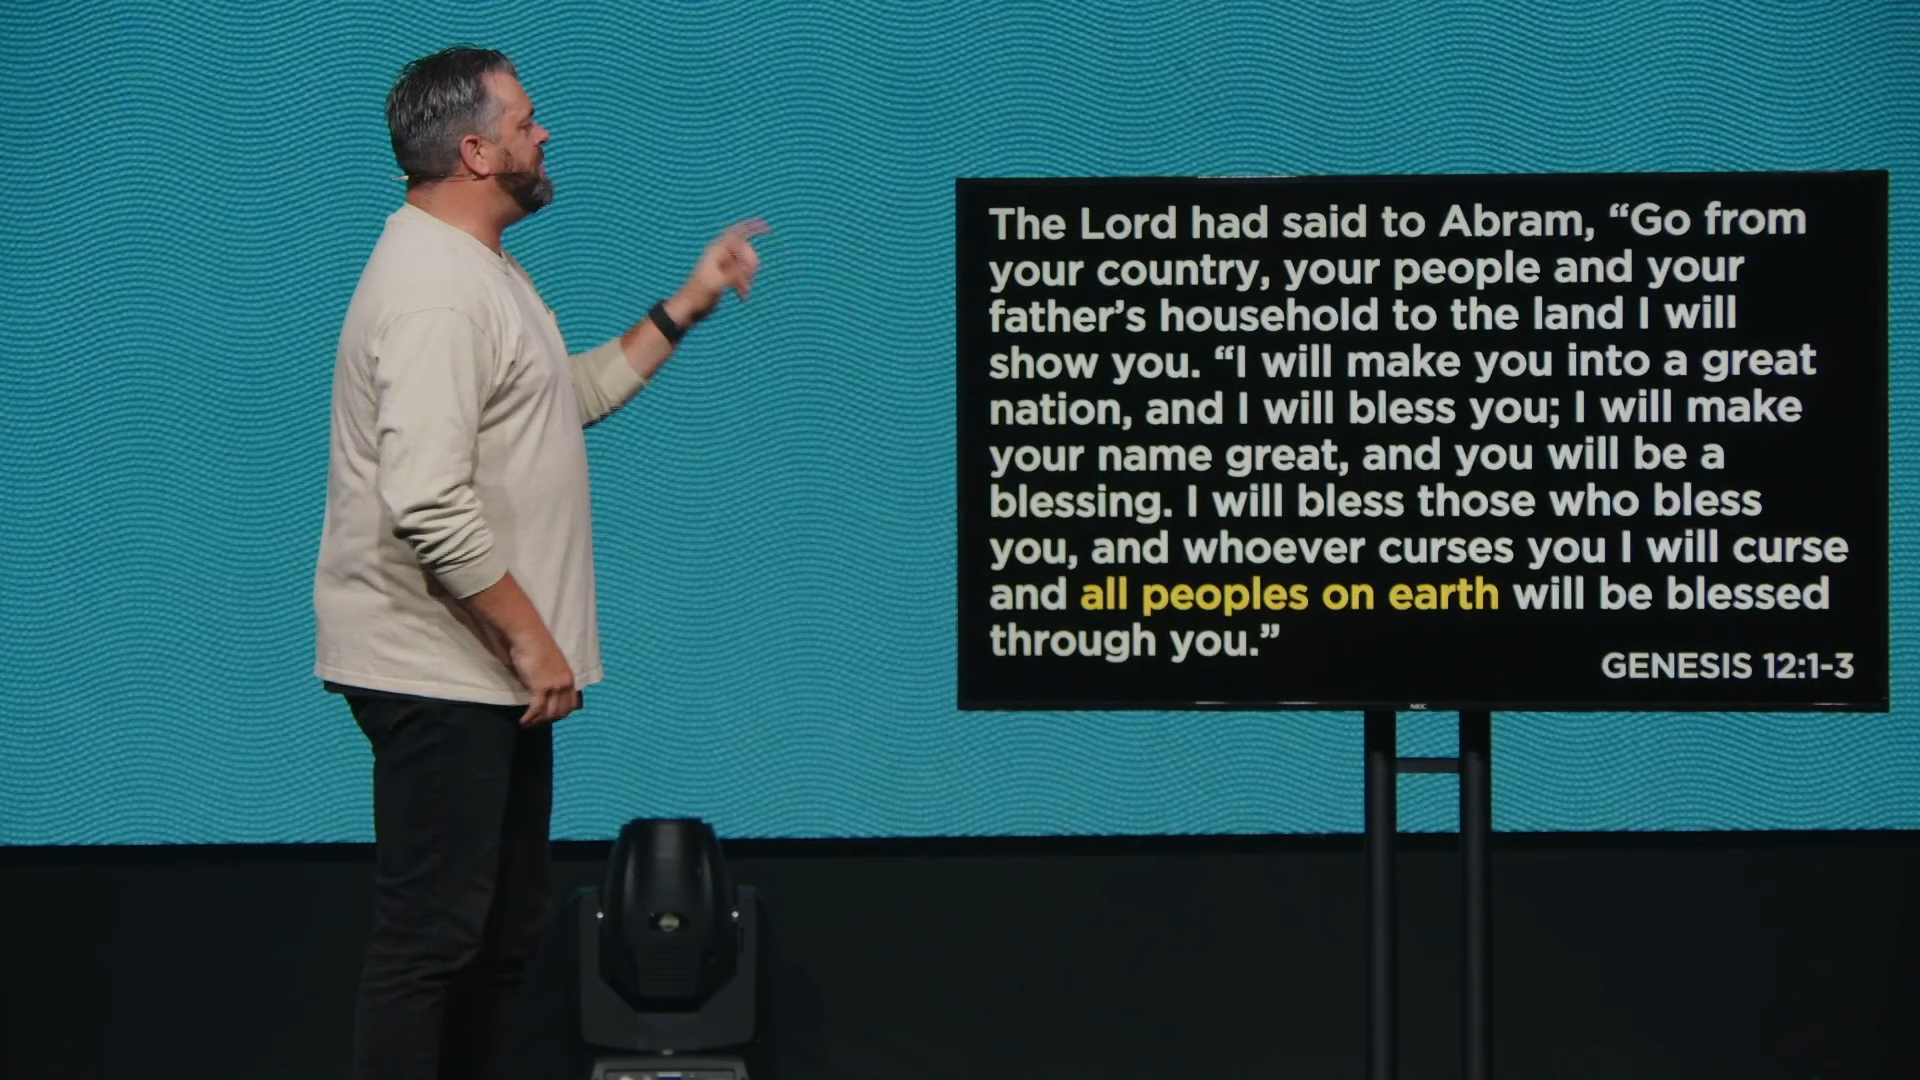 The Lord had said to Abram, “Go from
your country, your people and your
father’s household to the land I will
show you. “I will make you into a great
nation, and I will bless you; I will make
your name great, and you will be a
blessing. I will bless those who bless
you, and whoever curses you I will curse
and all peoples on earth will be blessed
through you.”
GENESIS 12:1-3
NEC